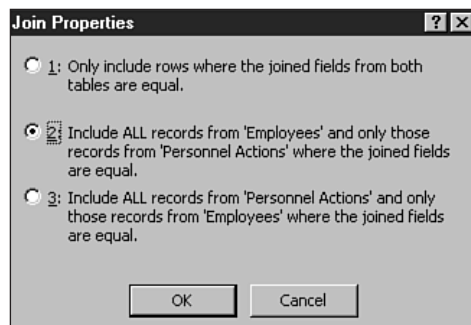 Join Properties
1: Only include rows where the joined fields from both
tables are equal.
2: Include ALL records from 'Employees' and only those
records from 'Personnel Actions' where the joined fields
are equal.
3: Include ALL records from 'Personnel Actions' and only
those records from 'Employees' where the joined fields
are equal.
OK Cancel